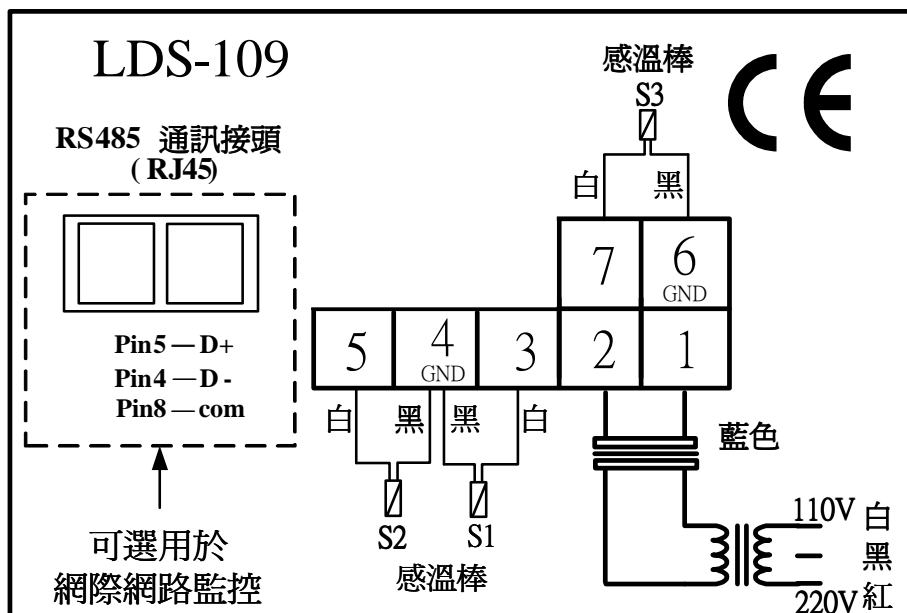 LDS-109
感溫棒
S3
CE
RS485 通訊接頭
( RJ45)
白 黑
7 6
GND
5 4 3 2 1
GND
Pin5 — D+
Pin4 — D -
Pin8 — com
白 黑 黑 白
藍色
S2 S1
感溫棒
可選用於
網際網路監控
110V 白
黑
220V 紅